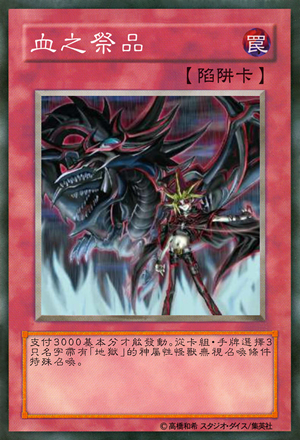 血之祭品
罠
【陷阱卡】
支付3000基本分才能發動。從卡組·手牌選擇3
只名字帶有「地獄」的神屬性怪獸無視召喚條件
特殊召喚。
©高橋和希 スタジオ・ダイス/集英社